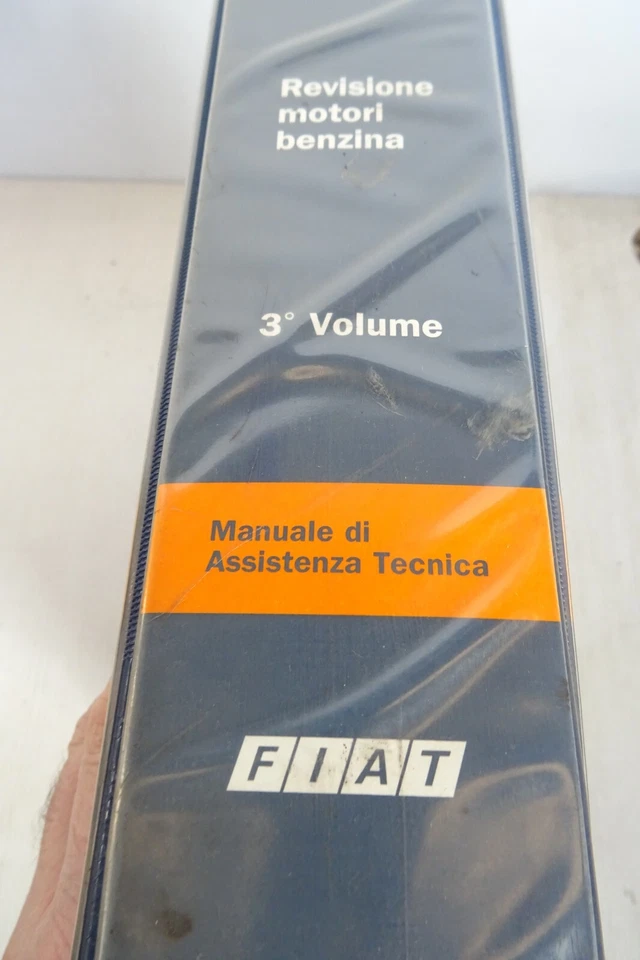 Revisione
motori
benzina
3° Volume
Manuale di
Assistenza Tecnica
FIAT